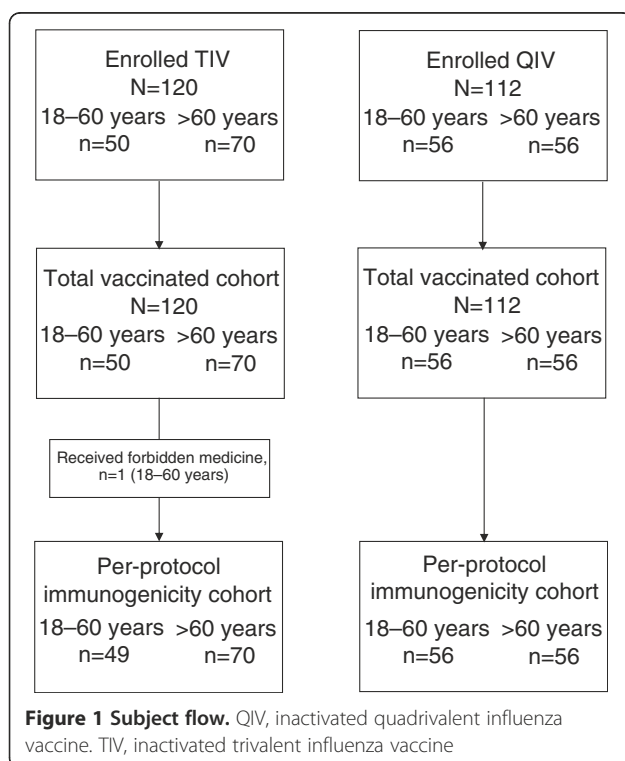 Enrolled TIV
N=120
18–60 years >60 years
n=50 n=70
Total vaccinated cohort
N=120
18–60 years >60 years
n=50 n=70
Received forbidden medicine,
n=1 (18–60 years)
Per-protocol
immunogenicity cohort
18–60 years >60 years
n=49 n=70
Enrolled QIV
N=112
18–60 years >60 years
n=56 n=56
Total vaccinated cohort
N=112
18–60 years >60 years
n=56 n=56
Per-protocol
immunogenicity cohort
18–60 years >60 years
n=56 n=56
Figure 1 Subject flow. QIV, inactivated quadrivalent influenza
vaccine. TIV, inactivated trivalent influenza vaccine